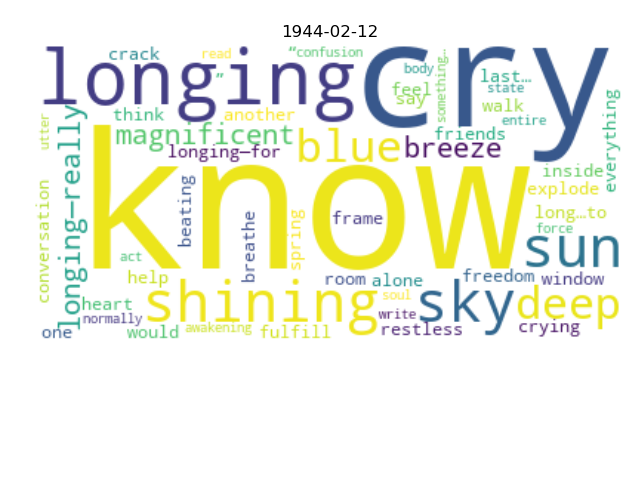 1944-02-12
longing
cry
know
crack
read
“confusion
”
body
something…
last…
state
feel
say
walk
entire
everything
think
another
magnificent
friends
utter
longing—really
longing—for
blue
breeze
inside
explode
conversation
beating
breathe
spring
frame
long…to
force
sun
act
help
room
alone
freedom
window
heart
shining
soul
sky
deep
normally
write
one
would
awakening
fulfill
restless
crying